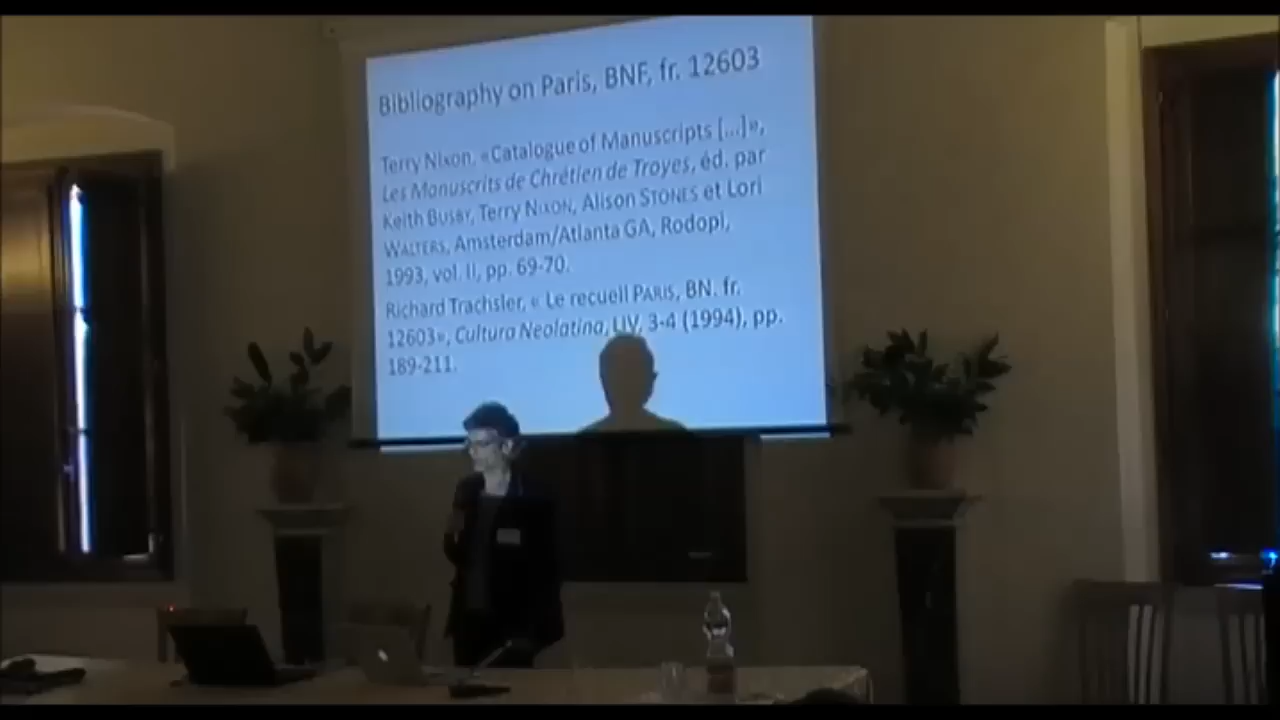 Bibliography on Paris, BNF, fr. 12603
Terry Nixon, «Catalogue of Manuscripts [...]»,
Les Manuscrits de Chrétien de Troyes, éd. par
Keith BUSBY, Terry NIXON, Alison STONES et Lori
WALTERS, Amsterdam/Atlanta GA, Rodopi,
1993, vol. II, pp. 69-70.
Richard Trachsler, « Le recueil PARIS, BN. fr.
12603», Cultura Neolatina, LIV, 3-4 (1994), pp.
189-211.